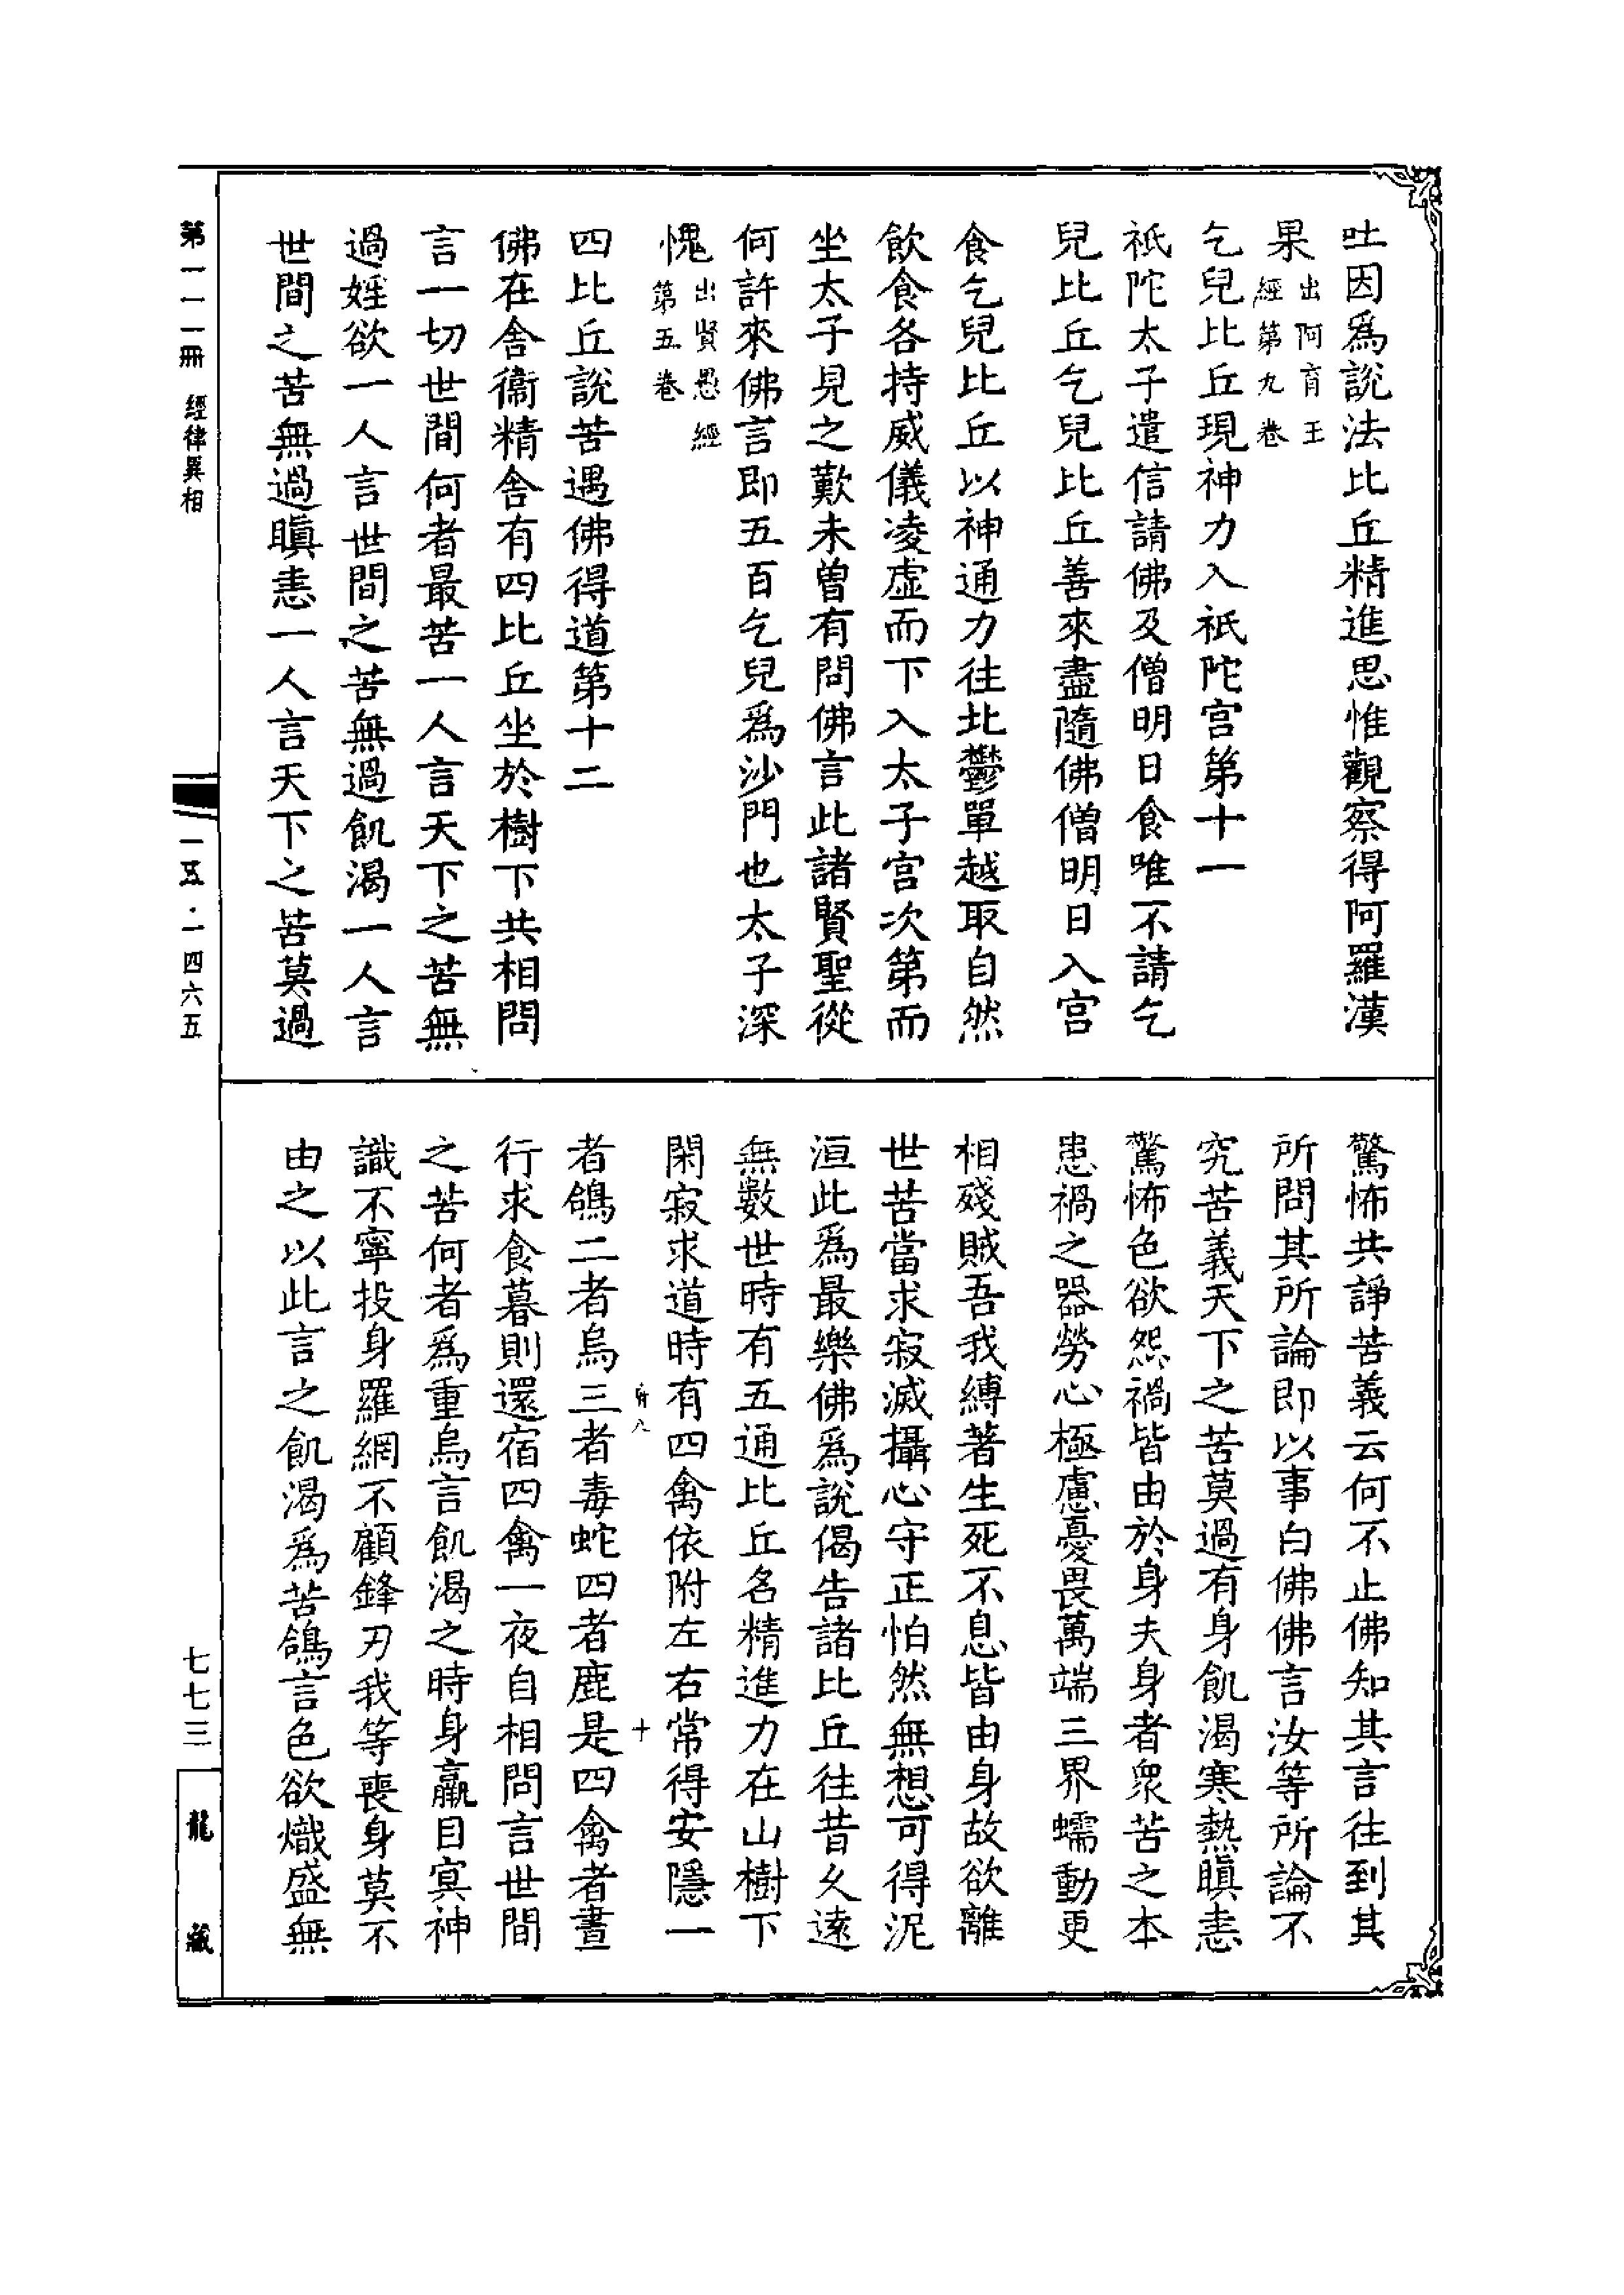 吐因爲說法比丘精進思惟觀察得阿羅漢
果出阿育王經第九卷
乞兒比丘現神力入祇陀宫第十一
祇陀太子遣信請佛及僧明日食唯不請乞
兒比丘乞兒比丘善來盡隨佛僧明日入宫
食乞兒比丘以神通力往北鬱單越取自然
飲食各持威儀凌虛而下入太子宫次第而
坐太子見之歎未曾有問佛言此諸賢聖從
何許來佛言即五百乞兒爲沙門也太子深
愧出賢愚經第五卷
四比丘說苦遇佛得道第十二
佛在舍衞精舍有四比丘坐於樹下共相問
言一切世間何者最苦一人言天下之苦無
過婬欲一人言世間之苦無過飢渴一人言
世間之苦無過瞋恚一人言天下之苦莫過
驚怖共諍苦義云何不止佛知其言往到其
所問其所論即以事白佛佛言汝等所論不
究苦義天下之苦莫過有身飢渴寒熱瞋恚
驚怖色欲怨禍皆由於身夫身者衆苦之本
患禍之器勞心極慮憂畏萬端三界蠕動更
相殘賊吾我縛著生死不息皆由身故欲離
世苦當求寂滅攝心守正怕然無想可得泥
洹此爲最樂佛爲說偈告諸比丘往昔久遠
無數世時有五通比丘名精進力在山樹下
閑寂求道時有四禽依附左右常得安隱一
者鴿二者烏三者毒蛇四者鹿是四禽者晝
行求食暮則還宿四禽一夜自相問言世間
之苦何者爲重烏言飢渴之時身羸目冥神
識不寧投身羅網不顧鋒刃我等喪身莫不
由之以此言之飢渴爲苦鴿言色欲熾盛無
八
十
第一一一冊 經律異相
一五·一四六五
七七三
龍藏